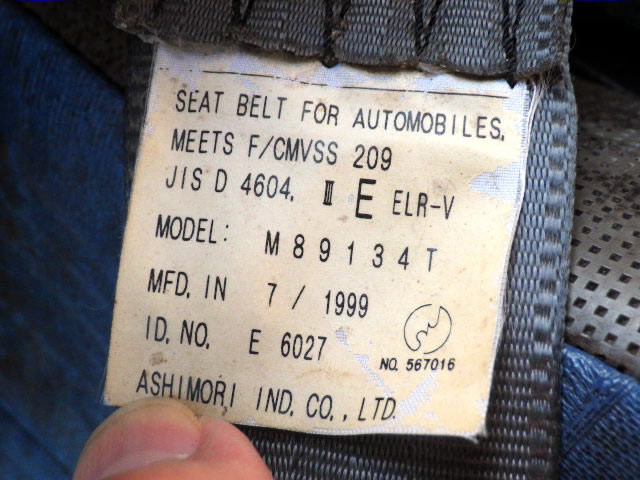 SEAT BELT FOR AUTOMOBILES.
MEETS F/CMVSS 209
JIS D 4604. Ⅲ E ELR-V
MODEL: M89134T
MFD. IN 7 / 1999
ID. NO. E 6027
NO. 567016
ASHIMORI IND. CO., LTD.